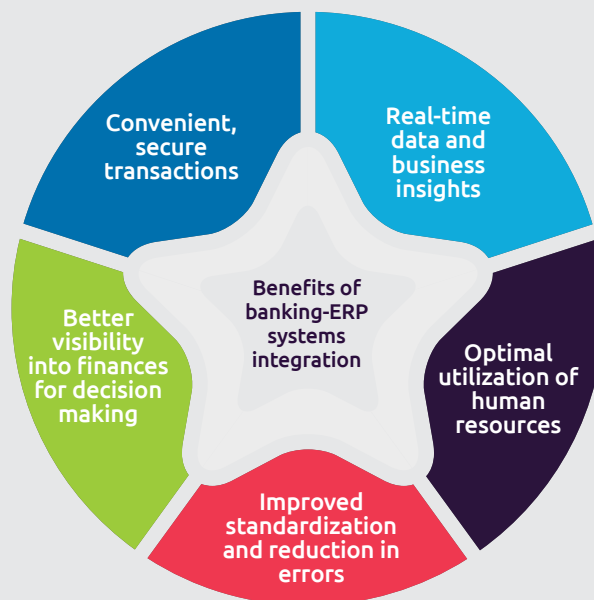 Convenient,
secure
transactions
Real-time
data and
business
insights
Benefits of
banking-ERP
systems
integration
Better
visibility
into finances
for decision
making
Optimal
utilization of
human
resources
Improved
standardization
and reduction in
errors